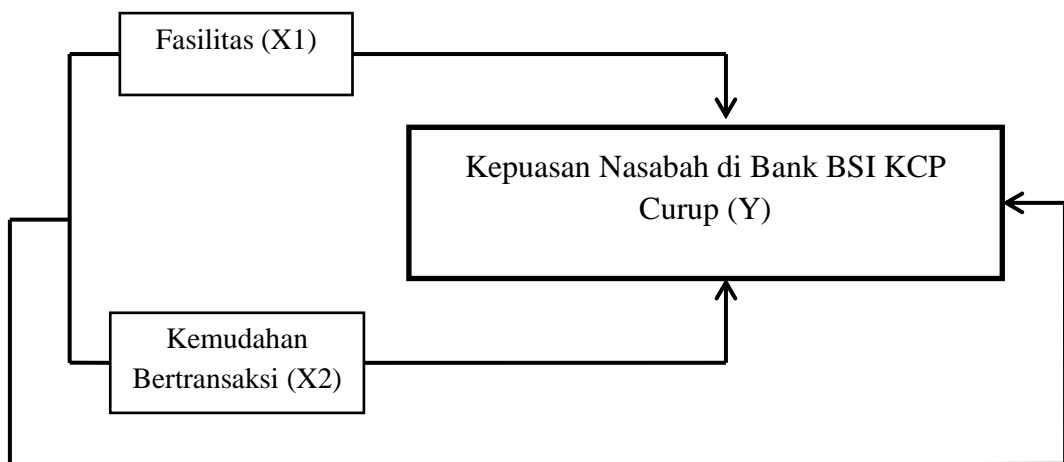 Fasilitas (X1)
Kepuasan Nasabah di Bank BSI KCP
Curup (Y)
Kemudahan
Bertransaksi (X2)